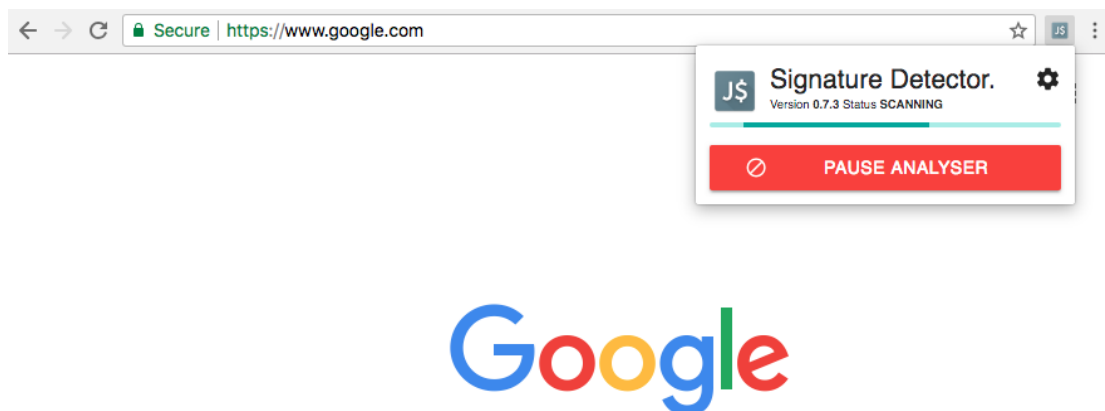 Secure https://www.google.com
JS
J$ Signature Detector.
Version 0.7.3 Status SCANNING
PAUSE ANALYSER
Google